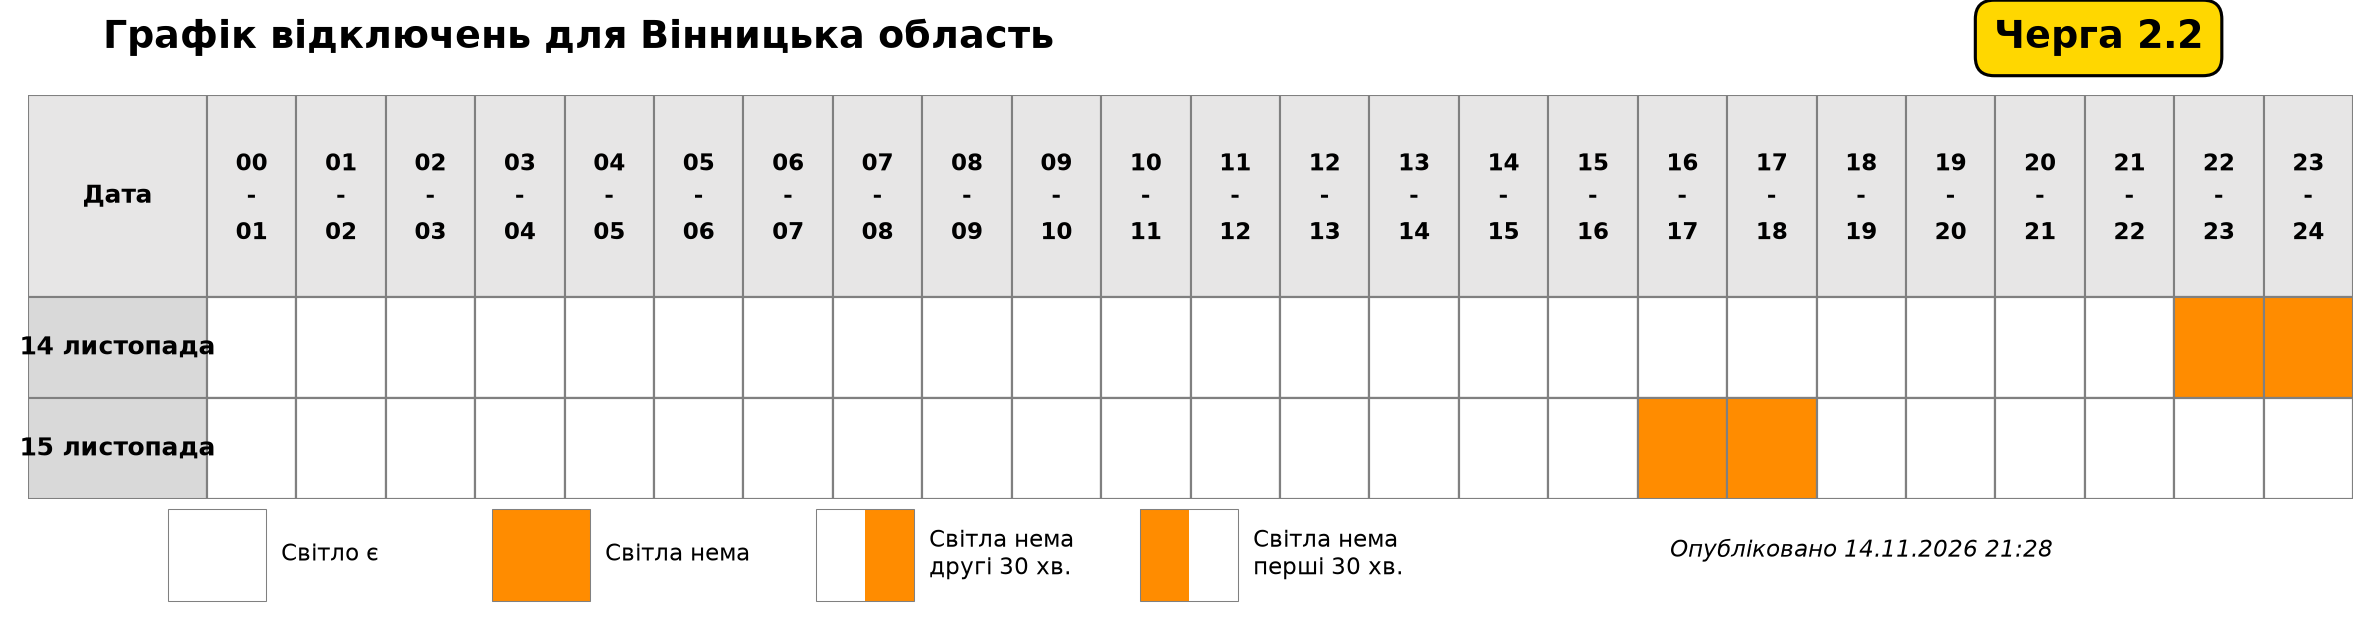 Графік відключень для Вінницька область
Черга 2.2
Дата
00 - 01
01 - 02
02 - 03
03 - 04
04 - 05
05 - 06
06 - 07
07 - 08
08 - 09
09 - 10
10 - 11
11 - 12
12 - 13
13 - 14
14 - 15
15 - 16
16 - 17
17 - 18
18 - 19
19 - 20
20 - 21
21 - 22
22 - 23
23 - 24
14 листопада
15 листопада
Світло є
Світла нема
Світла нема
другі 30 хв.
Світла нема
перші 30 хв.
Опубліковано 14.11.2026 21:28